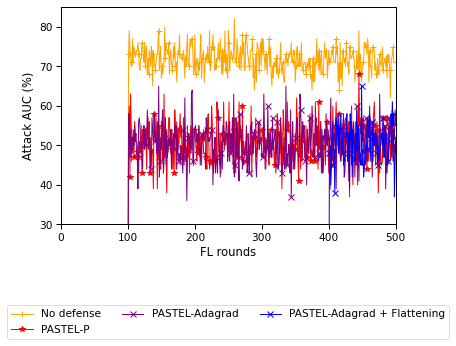 80
70
60
50
40
30
Attack AUC (%)
0 100 200 300 400 500
FL rounds
No defense
PASTEL-P
PASTEL-Adagrad
PASTEL-Adagrad + Flattening